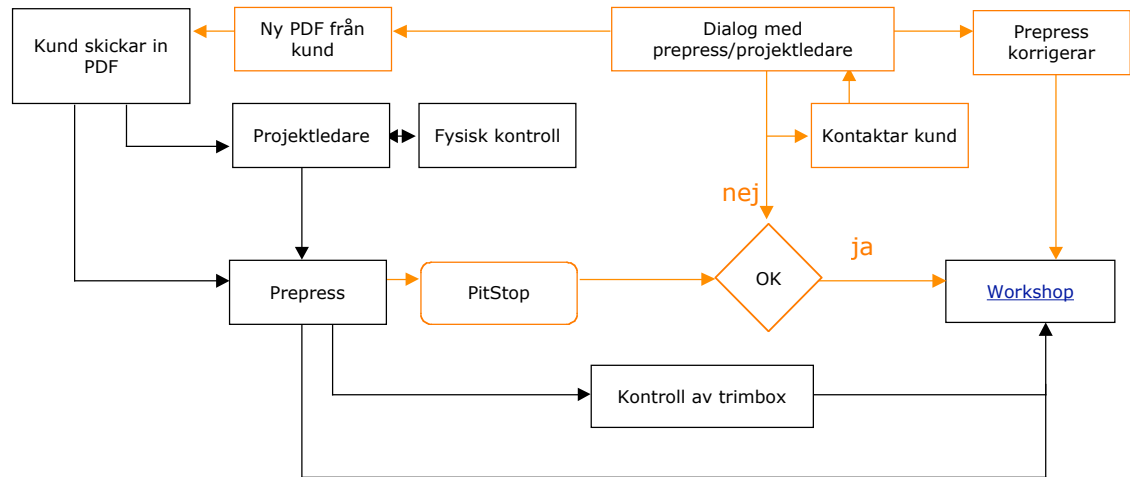 Kund skickar in
PDF
Ny PDF från
kund
Dialog med
prepress/projektledare
Prepress
korrigerar
Projektledare
Fysisk kontroll
Kontaktar kund
nej
ja
Prepress
PitStop
OK
Workshop
Kontroll av trimbox